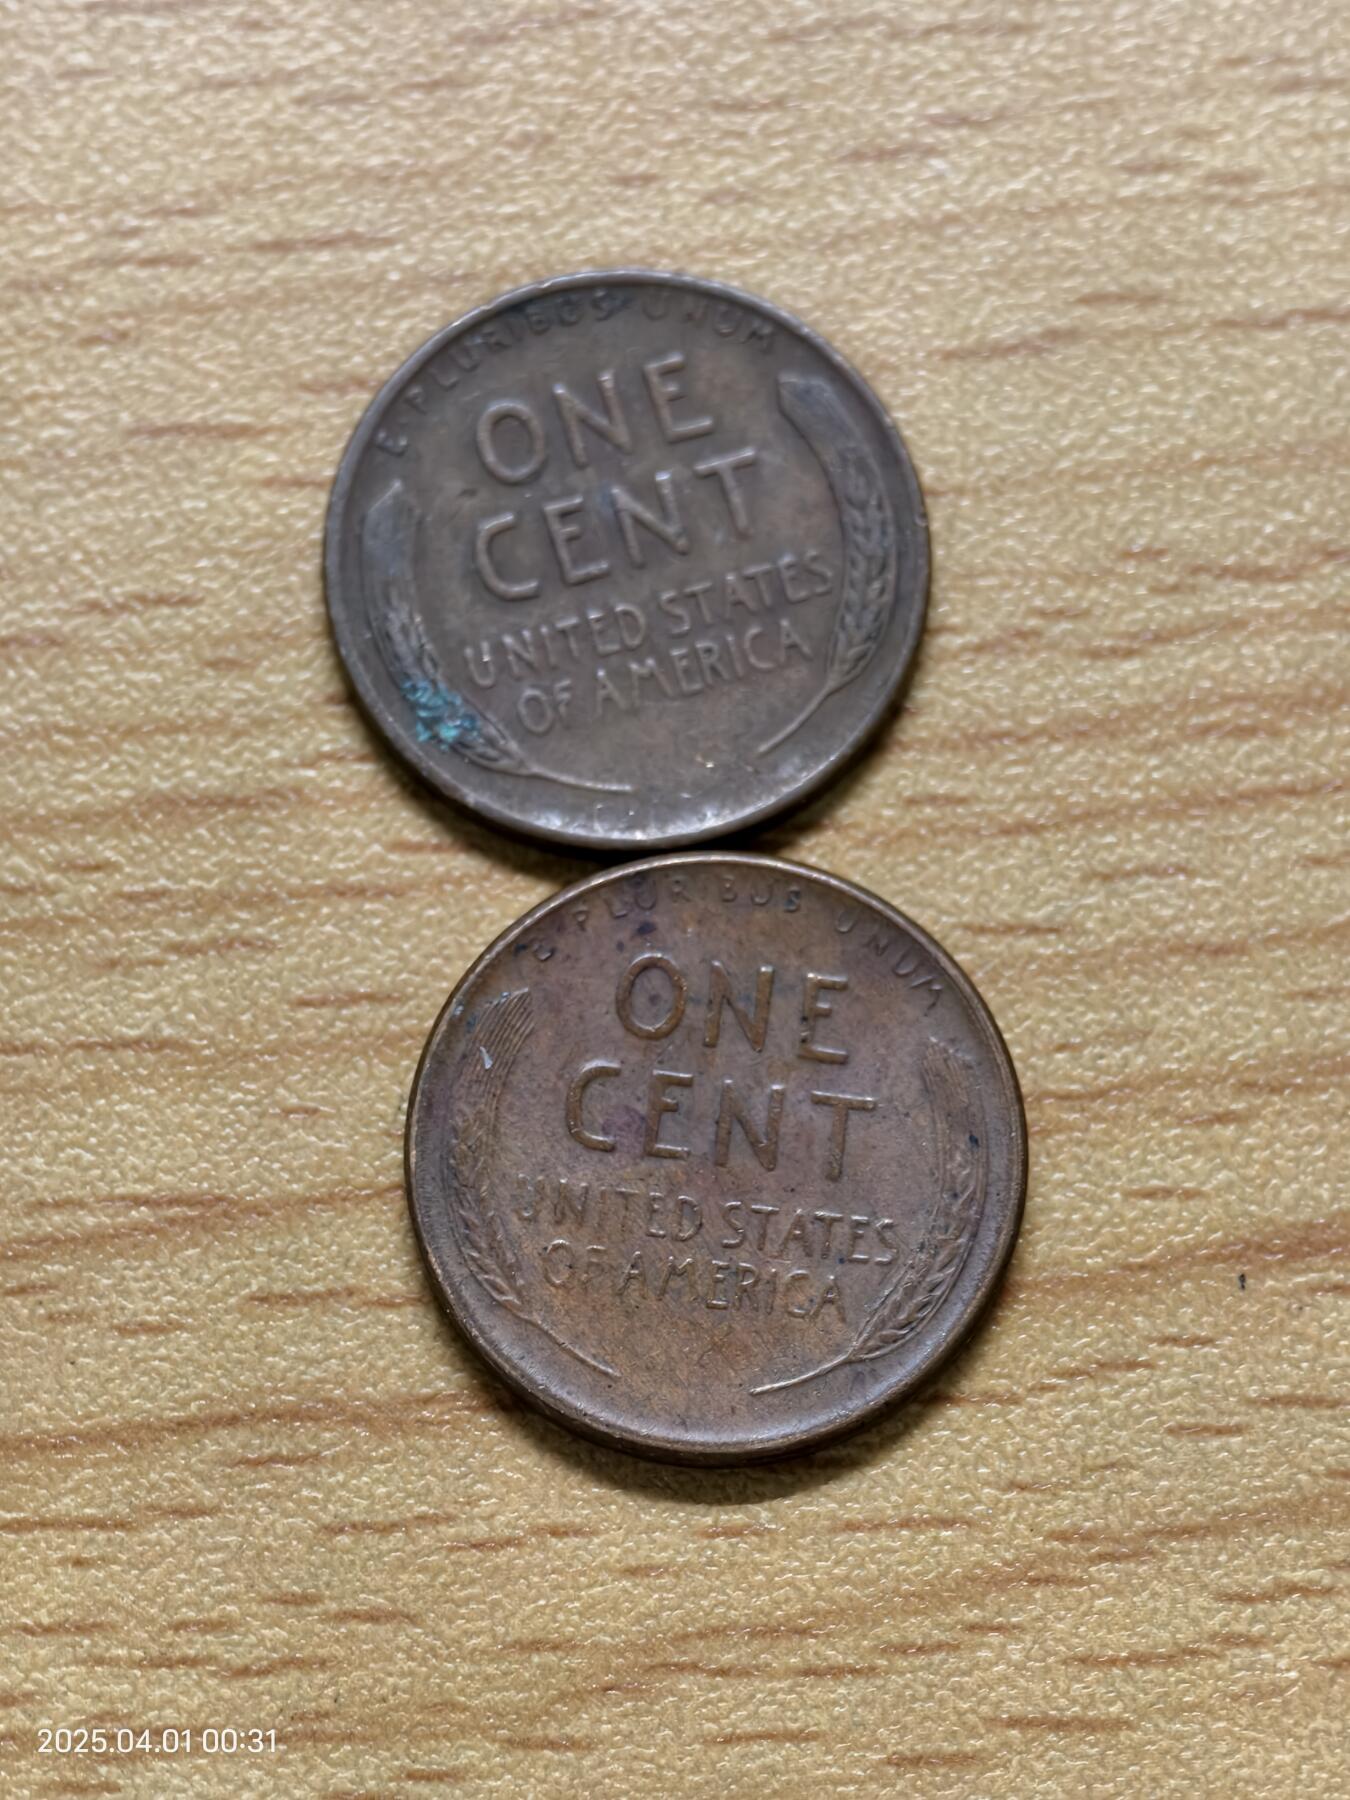 E·PLURIBUS·UNUM
ONE
CENT
UNITED STATES
OF AMERICA
E·PLURIBUS·UNUM
ONE
CENT
UNITED STATES
OF AMERICA
2025.04.01 00:31